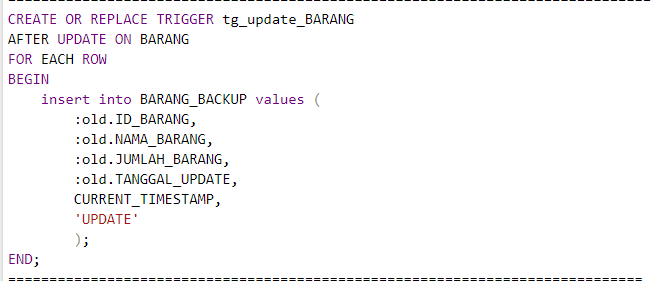 ===============================================================================
CREATE OR REPLACE TRIGGER tg_update_BARANG
AFTER UPDATE ON BARANG
FOR EACH ROW
BEGIN
    insert into BARANG_BACKUP values (
        :old.ID_BARANG,
        :old.NAMA_BARANG,
        :old.JUMLAH_BARANG,
        :old.TANGGAL_UPDATE,
        CURRENT_TIMESTAMP,
        'UPDATE'
        );
END;
==============================================================================